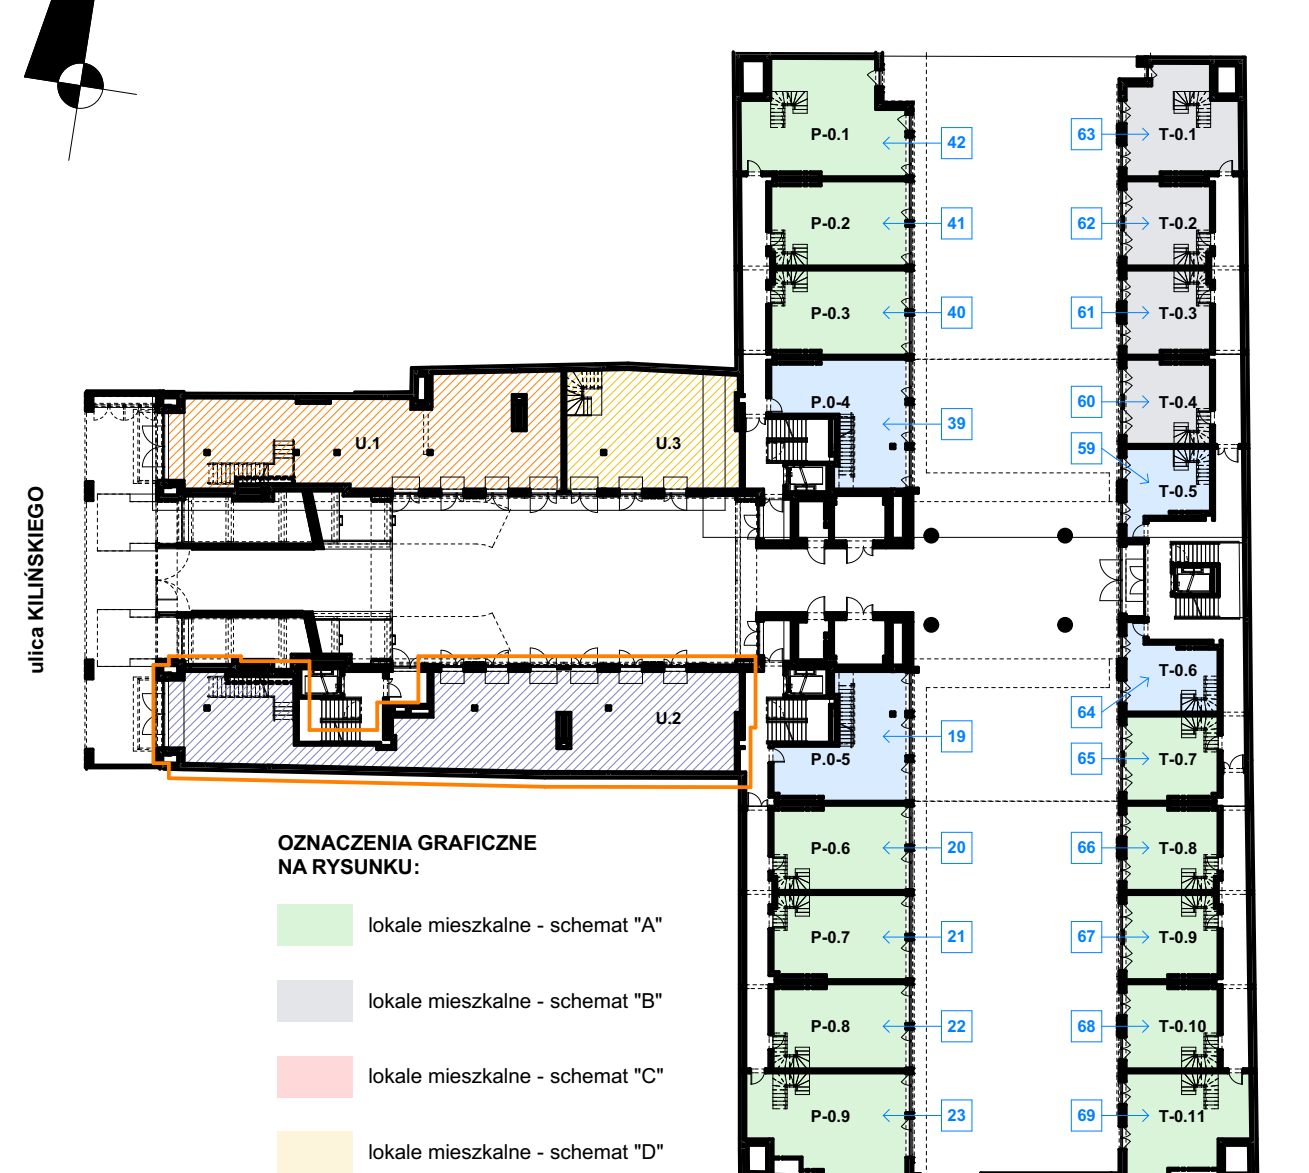 P-0.1
42
63
T-0.1
P-0.2
41
62
T-0.2
P-0.3
40
61
T-0.3
P.0-4
39
60
T-0.4
59
T-0.5
U.1
U.3
ulica KILIŃSKIEGO
U.2
T-0.6
64
P.0-5
19
65
T-0.7
P-0.6
20
66
T-0.8
P-0.7
21
67
T-0.9
P-0.8
22
68
T-0.10
P-0.9
23
69
T-0.11
OZNACZENIA GRAFICZNE
NA RYSUNKU:
lokale mieszkalne - schemat "A"
lokale mieszkalne - schemat "B"
lokale mieszkalne - schemat "C"
lokale mieszkalne - schemat "D"